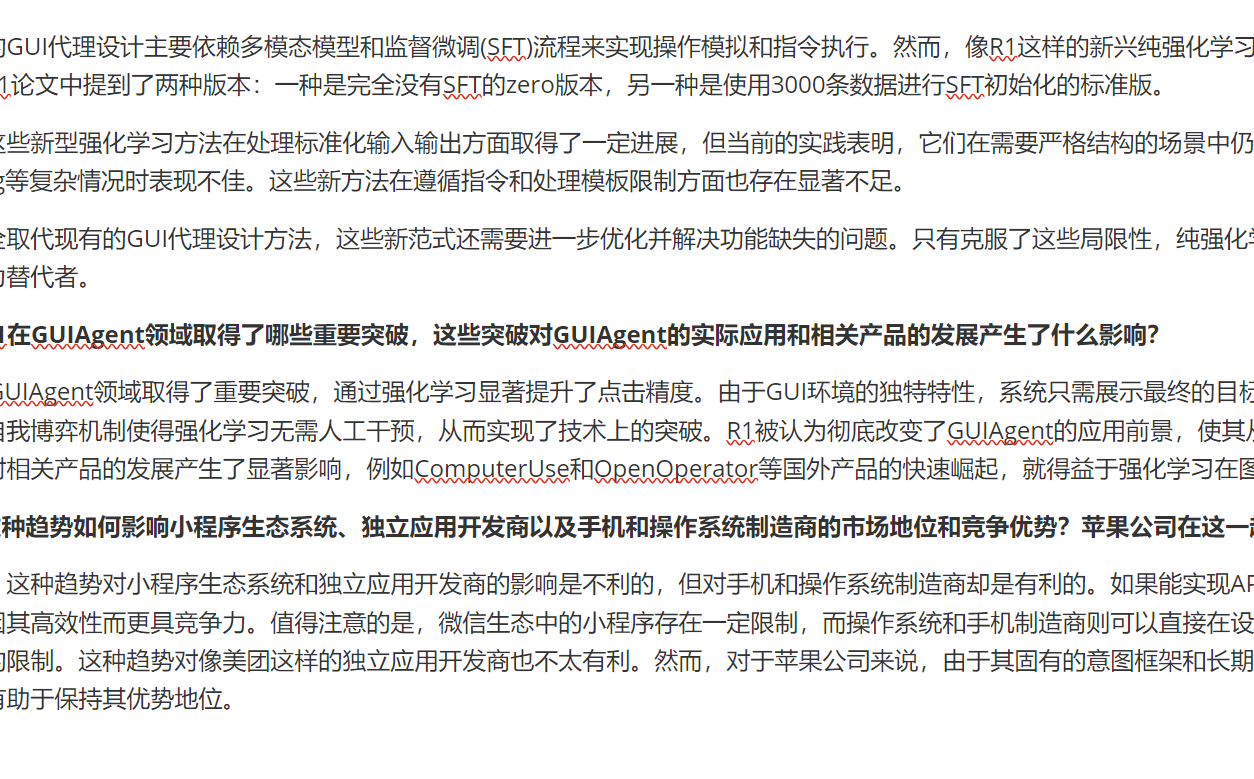 GUI代理设计主要依赖多模态模型和监督微调(SFT)流程来实现操作模拟和指令执行。然而，像R1这样的新兴纯强化学习
1论文中提到了两种版本：一种是完全没有SFT的zero版本，另一种是使用3000条数据进行SFT初始化的标准版。
这些新型强化学习方法在处理标准化输入输出方面取得了一定进展，但当前的实践表明，它们在需要严格结构的场景中仍
g等复杂情况时表现不佳。这些新方法在遵循指令和处理模板限制方面也存在显著不足。
全取代现有的GUI代理设计方法，这些新范式还需要进一步优化并解决功能缺失的问题。只有克服了这些局限性，纯强化学
替代者。
1在GUIAgent领域取得了哪些重要突破，这些突破对GUIAgent的实际应用和相关产品的发展产生了什么影响？
GUIAgent领域取得了重要突破，通过强化学习显著提升了点击精度。由于GUI环境的独特特性，系统只需展示最终的目标
自我博弈机制使得强化学习无需人工干预，从而实现了技术上的突破。R1被认为彻底改变了GUIAgent的应用前景，使其从
对相关产品的发展产生了显著影响，例如ComputerUse和OpenOperator等国外产品的快速崛起，就得益于强化学习在图
这种趋势如何影响小程序生态系统、独立应用开发商以及手机和操作系统制造商的市场地位和竞争优势？苹果公司在这一趋
这种趋势对小程序生态系统和独立应用开发商的影响是不利的，但对手机和操作系统制造商却是有利的。如果能实现AP
因其高效性而更具竞争力。值得注意的是，微信生态中的小程序存在一定限制，而操作系统和手机制造商则可以直接在设
的限制。这种趋势对像美团这样的独立应用开发商也不太有利。然而，对于苹果公司来说，由于其固有的意图框架和长期
有助于保持其优势地位。